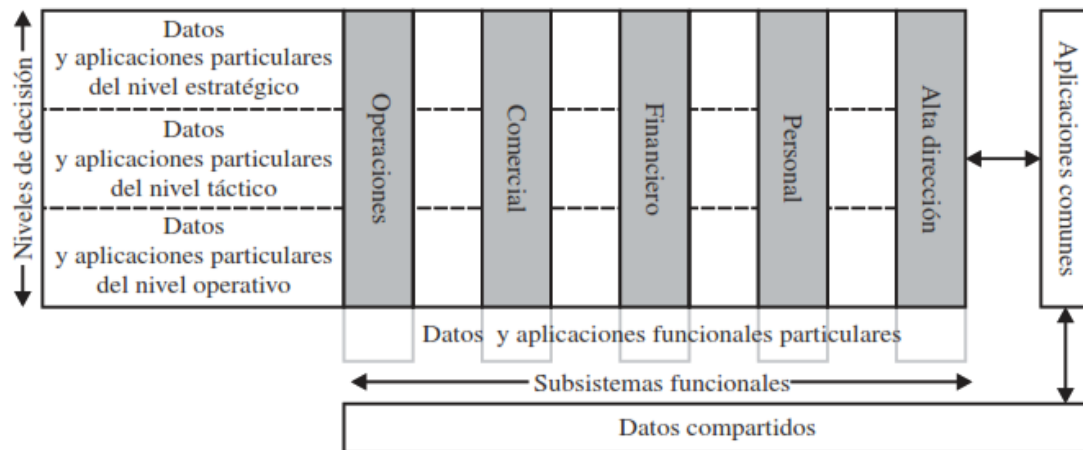 Niveles de decisión
Datos
y aplicaciones particulares
del nivel estratégico
Datos
y aplicaciones particulares
del nivel táctico
Datos
y aplicaciones particulares
del nivel operativo
Operaciones
Comercial
Financiero
Personal
Alta dirección
Aplicaciones comunes
Datos y aplicaciones funcionales particulares
Subsistemas funcionales
Datos compartidos